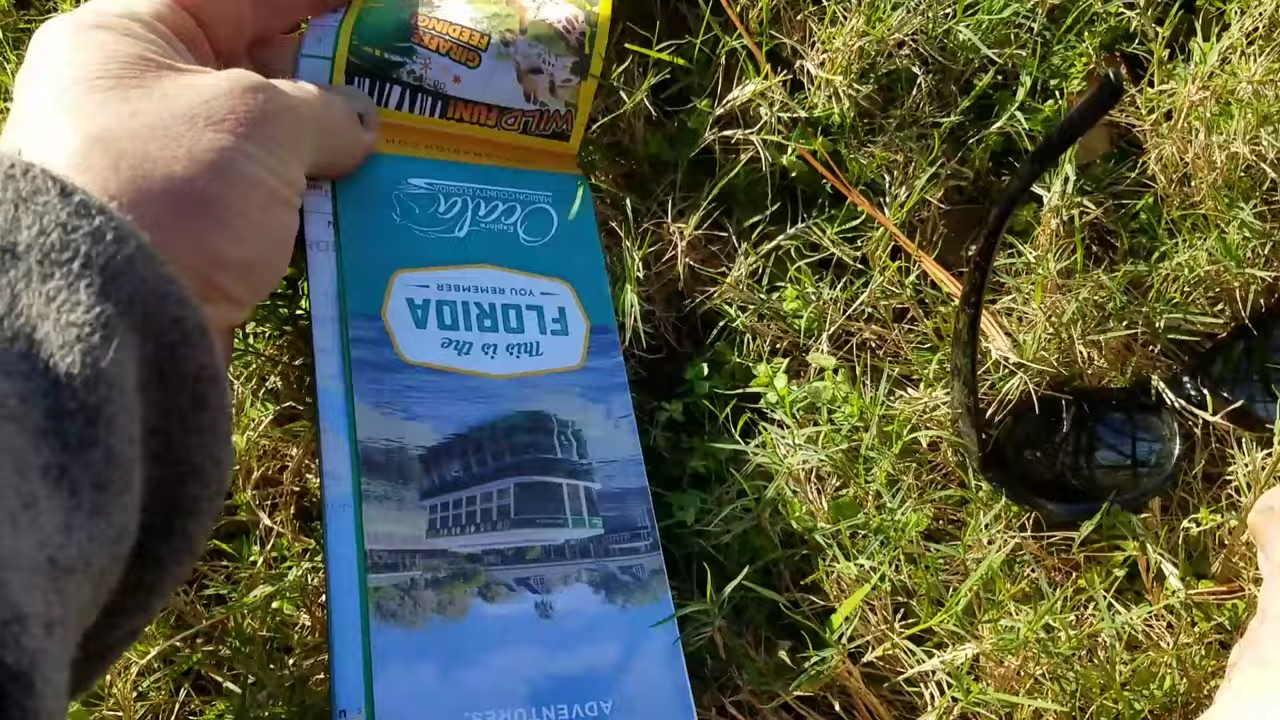 ADVENTURES.
This is the
FLORIDA
YOU REMEMBER
Explore
Ocala
MARION COUNTY, FLORIDA
WILD FUN!
GIRAFFE
FEEDING